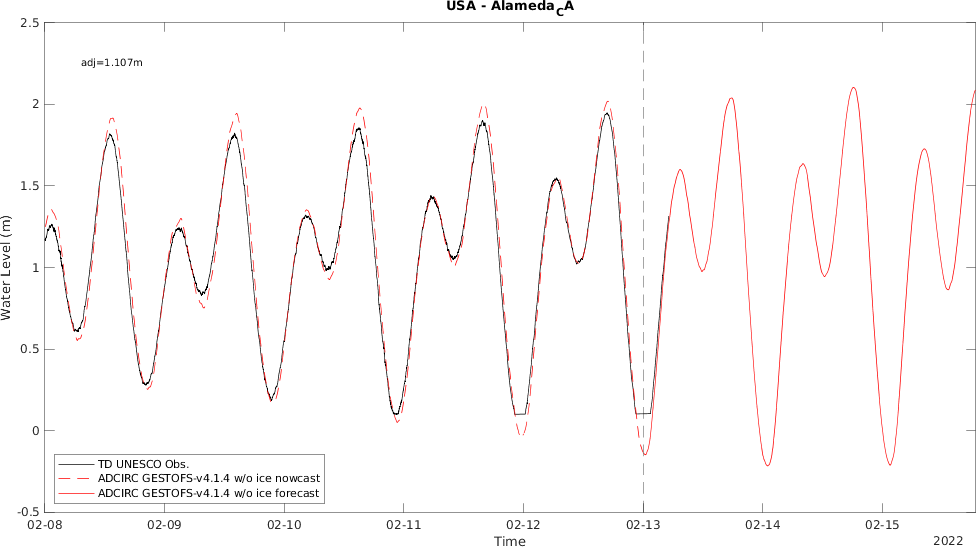 USA - AlamedaCA
2.5
adj=1.107m
2
1.5
1
0.5
0
-0.5
Water Level (m)
TD UNESCO Obs.
ADCIRC GESTOFS-v4.1.4 w/o ice nowcast
ADCIRC GESTOFS-v4.1.4 w/o ice forecast
02-08 02-09 02-10 02-11 02-12 02-13 02-14 02-15
Time
2022